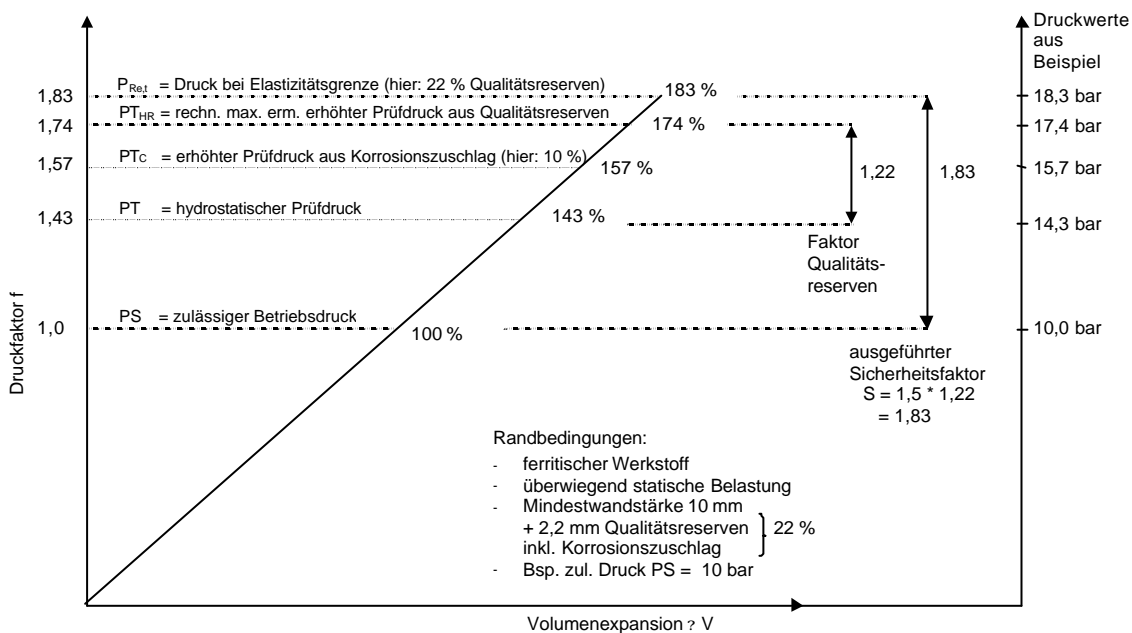 Druckwerte
aus
Beispiel
PRe,t = Druck bei Elastizitätsgrenze (hier: 22 % Qualitätsreserven)
183 %
1,83
18,3 bar
PTHR = rechn. max. erm. erhöhter Prüfdruck aus Qualitätsreserven
174 %
1,74
17,4 bar
PTC = erhöhter Prüfdruck aus Korrosionszuschlag (hier: 10 %)
157 %
1,57
15,7 bar
1,22
1,83
PT = hydrostatischer Prüfdruck
143 %
1,43
14,3 bar
Faktor
Qualitäts-
reserven
PS = zulässiger Betriebsdruck
100 %
1,0
10,0 bar
Druckfaktor f
ausgeführter
Sicherheitsfaktor
S = 1,5 * 1,22
= 1,83
Randbedingungen:
- ferritischer Werkstoff
- überwiegend statische Belastung
- Mindestwandstärke 10 mm
+ 2,2 mm Qualitätsreserven
inkl. Korrosionszuschlag
22 %
- Bsp. zul. Druck PS = 10 bar
Volumenexpansion ? V